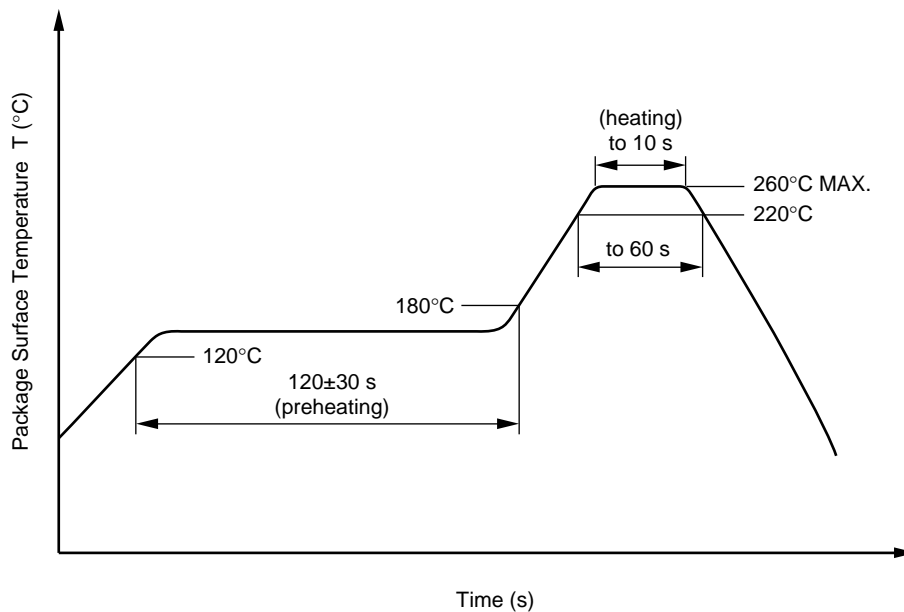 Package Surface Temperature T (°C)
(heating)
to 10 s
260°C MAX.
220°C
to 60 s
180°C
120°C
120±30 s
(preheating)
Time (s)